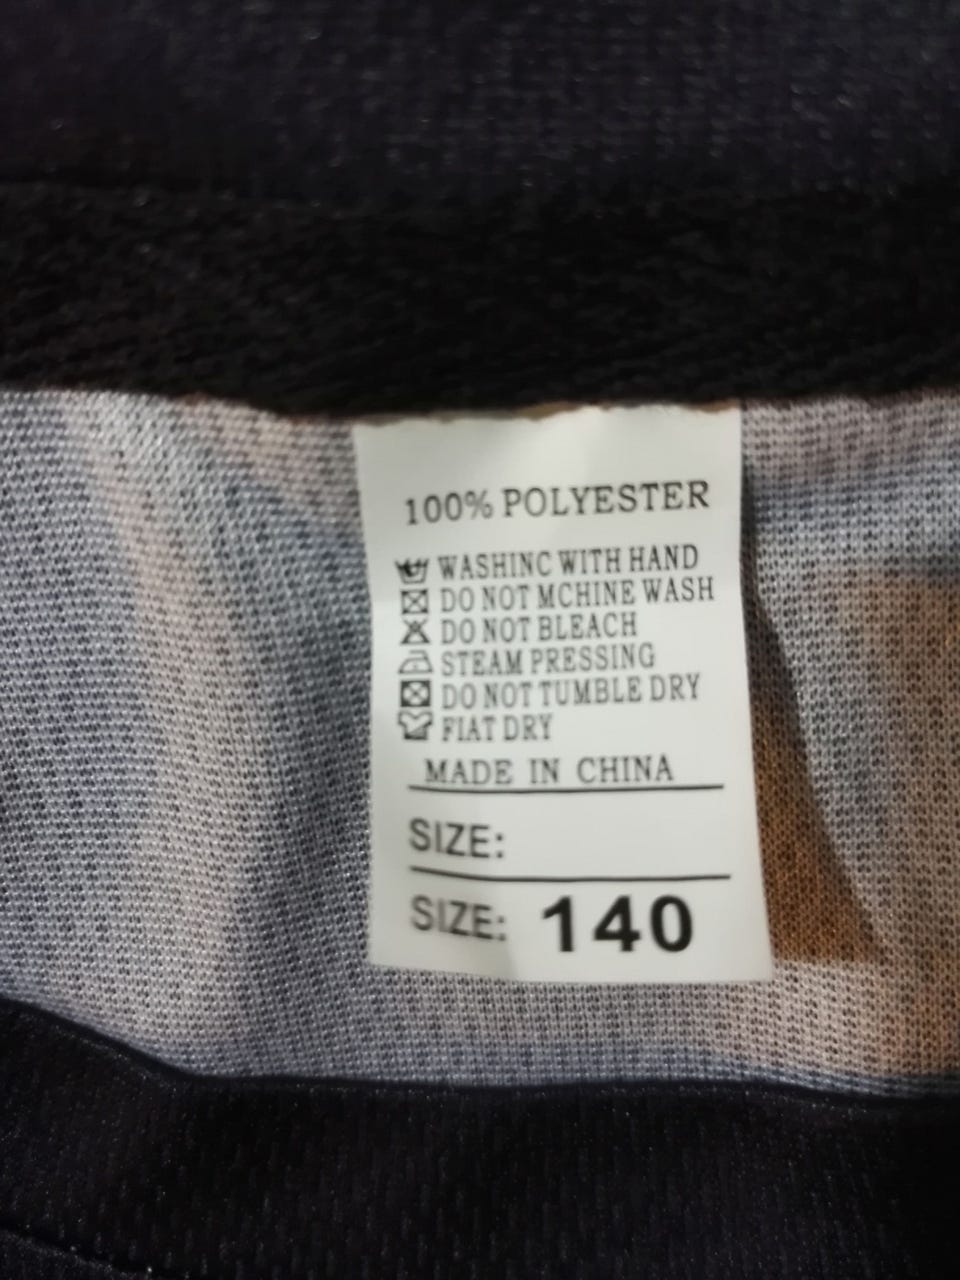 100% POLYESTER
WASHINC WITH HAND
DO NOT MCHINE WASH
DO NOT BLEACH
STEAM PRESSING
DO NOT TUMBLE DRY
FIAT DRY
MADE IN CHINA
SIZE:
SIZE: 140